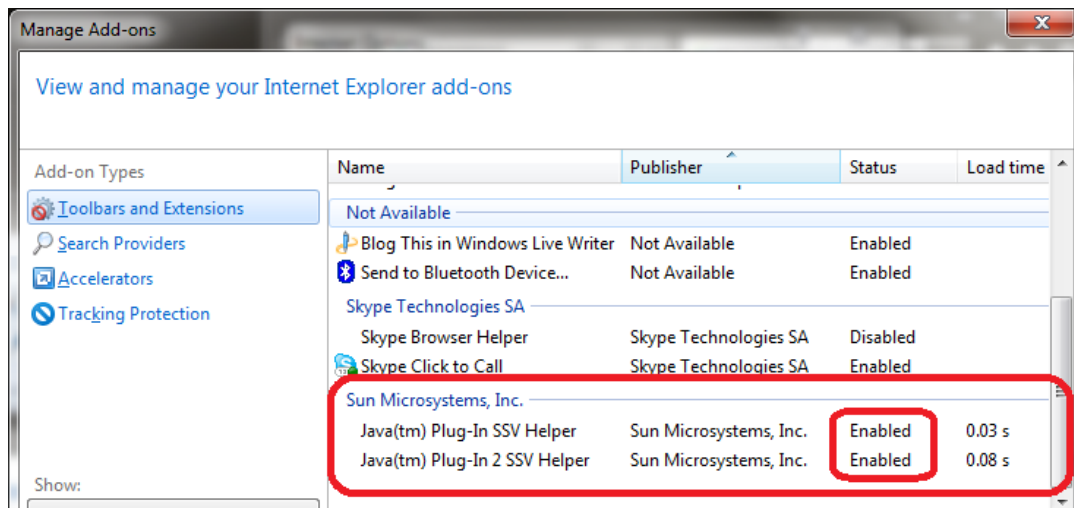 Manage Add-ons
View and manage your Internet Explorer add-ons
Add-on Types
Toolbars and Extensions
Search Providers
Accelerators
Tracking Protection
Show:
Name Publisher Status Load time
Not Available
Blog This in Windows Live Writer Not Available Enabled
Send to Bluetooth Device... Not Available Enabled
Skype Technologies SA
Skype Browser Helper Skype Technologies SA Disabled
Skype Click to Call Skype Technologies SA Enabled
Sun Microsystems, Inc.
Java(tm) Plug-In SSV Helper Sun Microsystems, Inc. Enabled 0.03 s
Java(tm) Plug-In 2 SSV Helper Sun Microsystems, Inc. Enabled 0.08 s